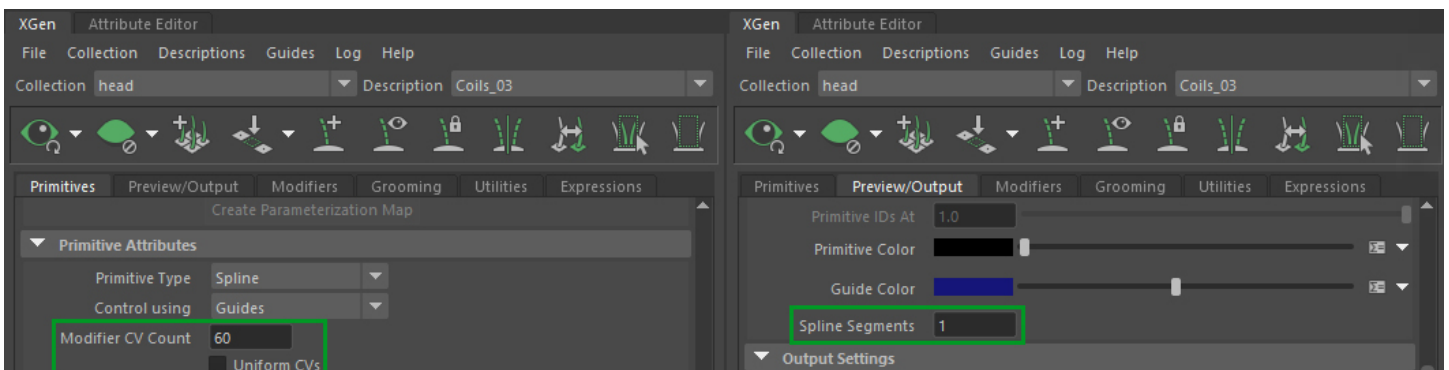 XGen Attribute Editor
File Collection Descriptions Guides Log Help
Collection head Description Coils_03
Primitives Preview/Output Modifiers Grooming Utilities Expressions
Create Parameterization Map
Primitive Attributes
Primitive Type Spline
Control using Guides
Modifier CV Count 60
Uniform CVs
XGen Attribute Editor
File Collection Descriptions Guides Log Help
Collection head Description Coils_03
Primitives Preview/Output Modifiers Grooming Utilities Expressions
Primitive IDs At 1.0
Primitive Color
Guide Color
Spline Segments 1
Output Settings